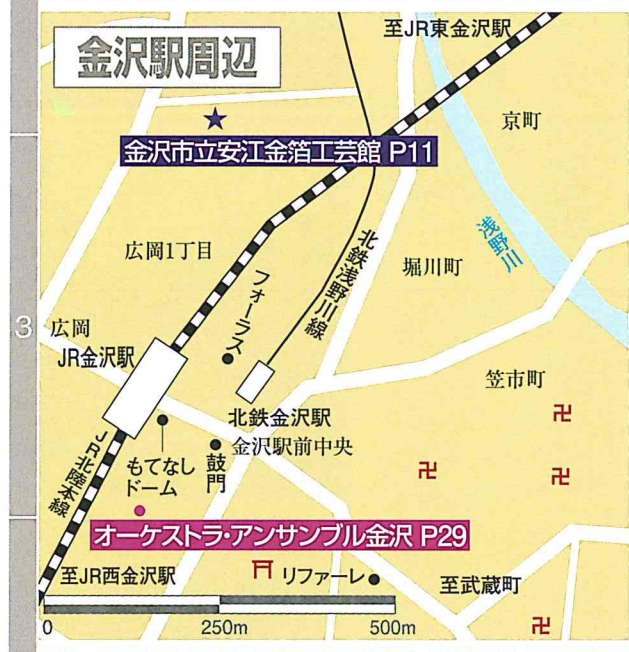 金沢駅周辺
至JR東金沢駅
京町
金沢市立安江金箔工芸館 P11
浅野川
広岡1丁目
フォーラス
北鉄浅野川線
堀川町
3
広岡
JR金沢駅
笠市町
北鉄金沢駅
金沢駅前中央
もてなし
ドーム
鼓門
JR北陸本線
オーケストラ・アンサンブル金沢 P29
至JR西金沢駅
リファーレ
至武蔵町
0
250m
500m